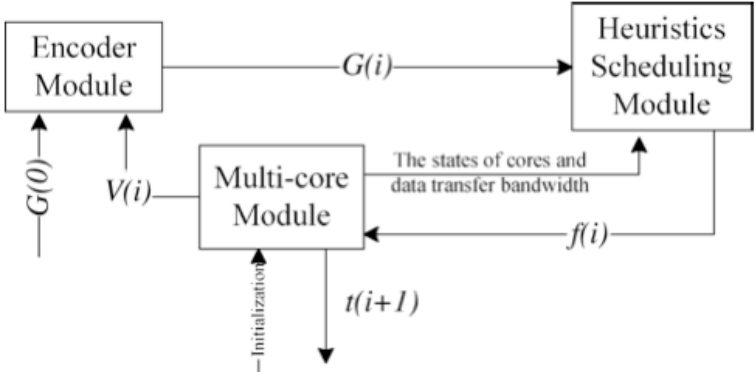 Encoder
Module
G(i)
Heuristics
Scheduling
Module
G(0)
V(i)
Multi-core
Module
The states of cores and
data transfer bandwidth
f(i)
Initialization
t(i+1)